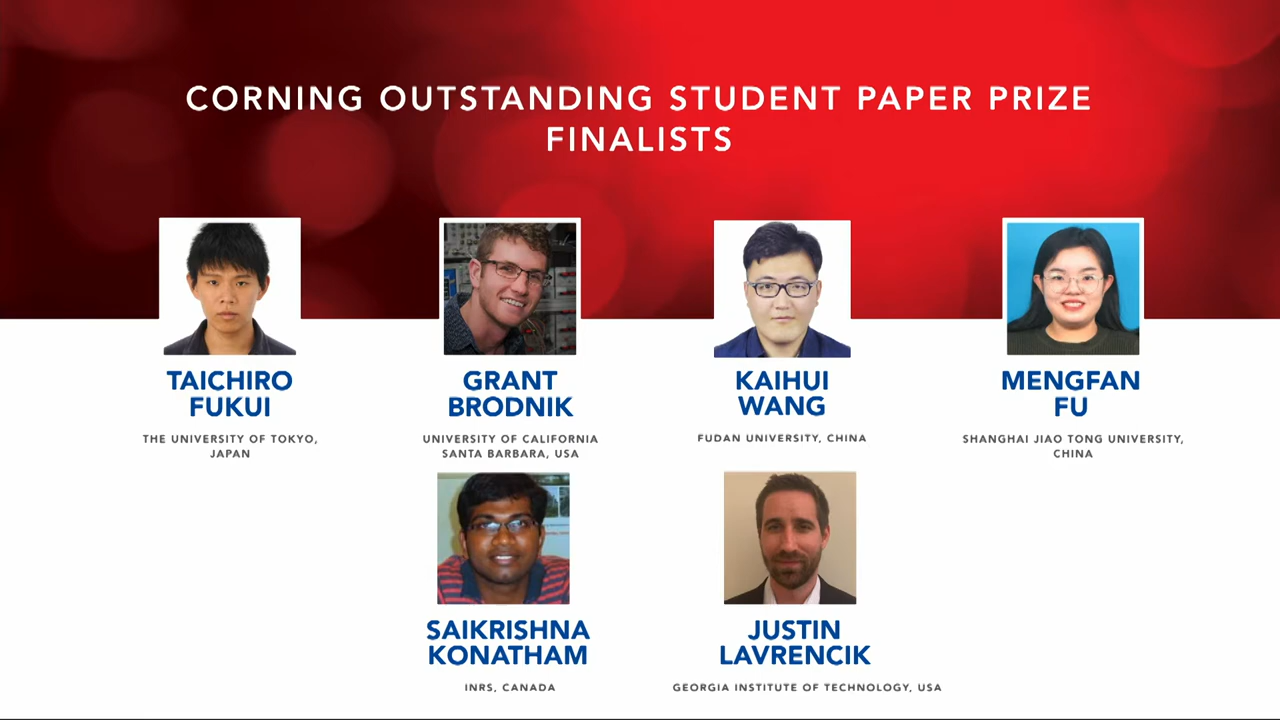 CORNING OUTSTANDING STUDENT PAPER PRIZE
FINALISTS
TAICHIRO
FUKUI
THE UNIVERSITY OF TOKYO,
JAPAN
GRANT
BRODNIK
UNIVERSITY OF CALIFORNIA
SANTA BARBARA, USA
KAIHUI
WANG
FUDAN UNIVERSITY, CHINA
MENGFAN
FU
SHANGHAI JIAO TONG UNIVERSITY,
CHINA
SAIKRISHNA
KONATHAM
INRS, CANADA
JUSTIN
LAVRENCIK
GEORGIA INSTITUTE OF TECHNOLOGY, USA